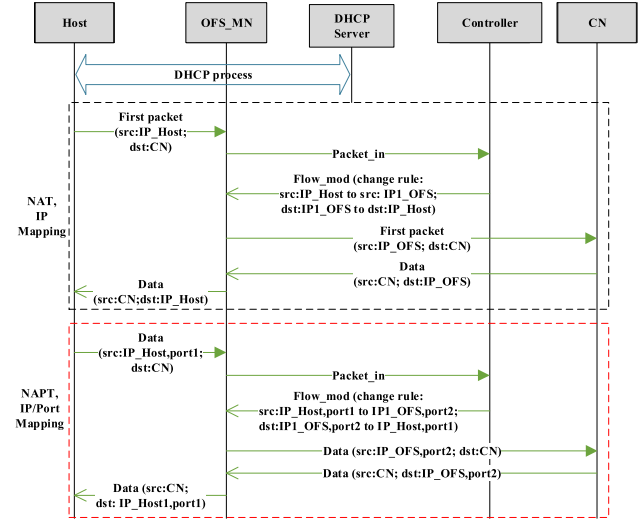 Host
OFS_MN
DHCP
Server
Controller
CN
DHCP process
First packet
(src:IP_Host;
dst:CN)
Packet_in
Flow_mod (change rule:
src:IP_Host to src: IP1_OFS;
dst:IP1_OFS to dst:IP_Host)
NAT,
IP
Mapping
First packet
(src:IP_OFS; dst:CN)
Data
(src:CN; dst:IP_OFS)
Data
(src:CN;dst:IP_Host)
Data
(src:IP_Host,port1;
dst:CN)
Packet_in
NAPT,
IP/Port
Mapping
Flow_mod (change rule:
src:IP_Host,port1 to IP1_OFS,port2;
dst:IP1_OFS,port2 to IP_Host,port1)
Data (src:IP_OFS,port2; dst:CN)
Data (src:CN; dst:IP_OFS,port2)
Data (src:CN;
dst: IP_Host1,port1)